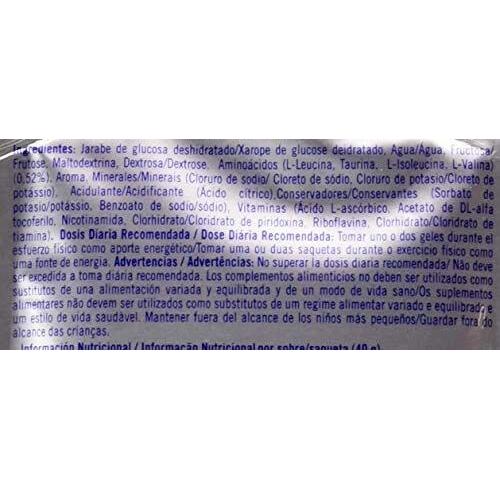 Ingredientes: Jarabe de glucosa deshidratado/Xarope de glucose deidratado, Agua/Água, Fructosa/
Frutose, Maltodextrina, Dextrosa/Dextrose, Aminoácidos (L-Leucina, Taurina, L-Isoleucina, L-Valina)
(0,52%), Aroma, Minerales/Minerais (Cloruro de sodio/ Cloreto de sódio, Cloruro de potasio/Cloreto de
potássio), Acidulante/Acidificante (Ácido cítrico),Conservadores/Conservantes (Sorbato de
potasio/potássio, Benzoato de sodio/sódio), Vitaminas (Ácido L-ascórbico, Acetato de DL-alfa
tocoferilo, Nicotinamida, Clorhidrato/Cloridrato de piridoxina, Riboflavina, Clorhidrato/Cloridrato de
tiamina). Dosis Diaria Recomendada / Dose Diária Recomendada: Tomar uno o dos geles durante el
esfuerzo físico como aporte energético/Tomar uma ou duas saquetas durante o exercício físico como
uma fonte de energia. Advertencias / Advertências: No superar la dosis diaria recomendada/ Não deve
ser excedida a toma diária recomendada. Los complementos alimenticios no deben ser utilizados como
sustitutos de una alimentación variada y equilibrada y de un modo de vida sano/Os suplementos
alimentares não devem ser utilizados como substitutos de um regime alimentar variado e equilibrado e
um estilo de vida saudável. Mantener fuera del alcance de los niños más pequeños/Guardar fora do
alcance das crianças.
Información Nutricional / Informação Nutricional por sobre/saqueta (40 g)